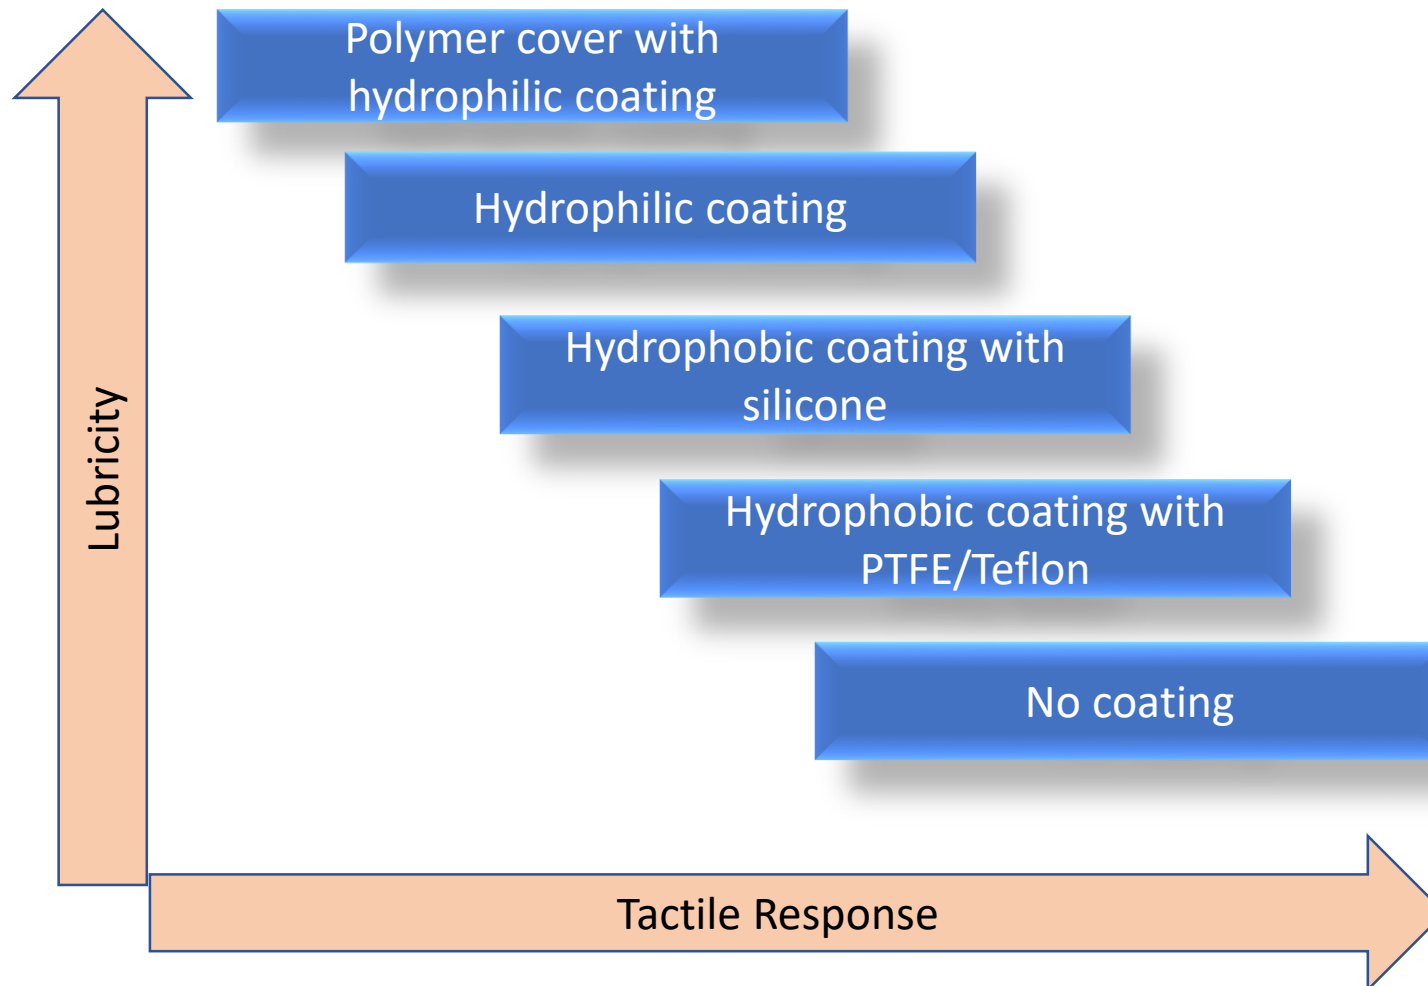 Polymer cover with
hydrophilic coating
Hydrophilic coating
Hydrophobic coating with
silicone
Hydrophobic coating with
PTFE/Teflon
No coating
Lubricity
Tactile Response